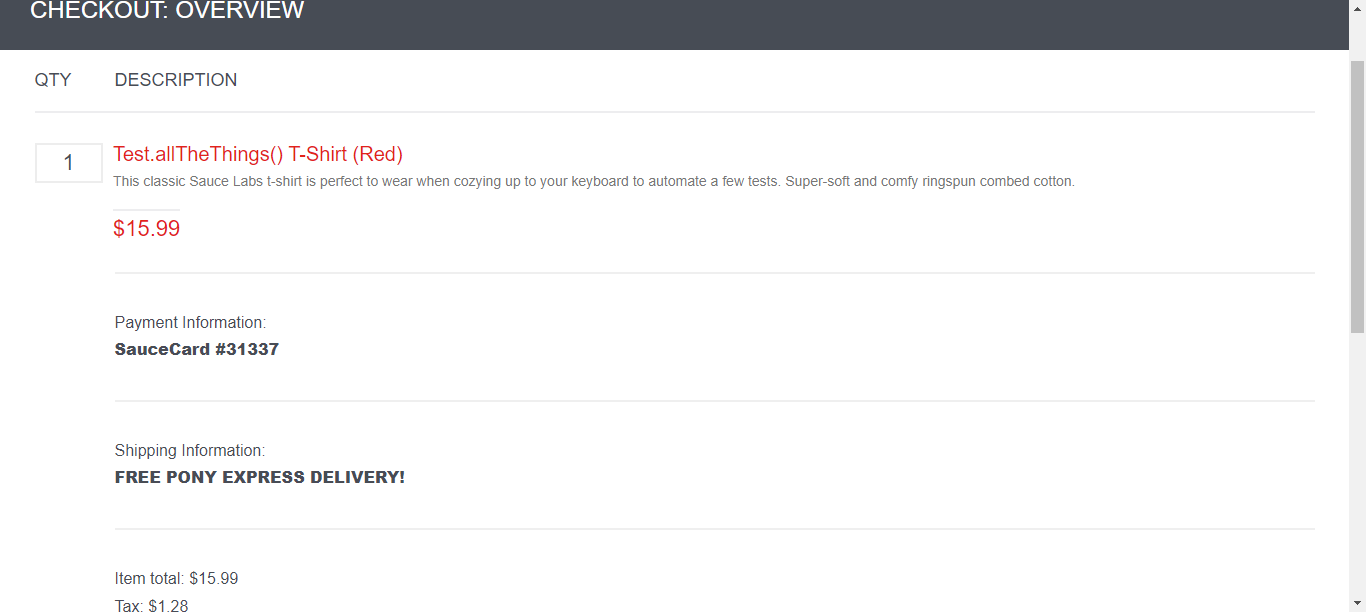 CHECKOUT: OVERVIEW
QTY DESCRIPTION
1 Test.allTheThings() T-Shirt (Red)
This classic Sauce Labs t-shirt is perfect to wear when cozying up to your keyboard to automate a few tests. Super-soft and comfy ringspun combed cotton.
$15.99
Payment Information:
SauceCard #31337
Shipping Information:
FREE PONY EXPRESS DELIVERY!
Item total: $15.99
Tax: $1.28